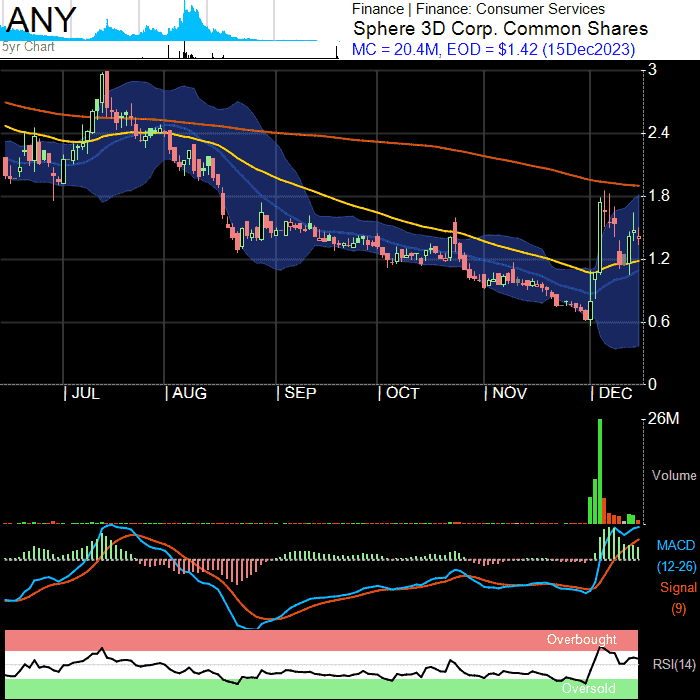 ANY
5yr Chart
Finance | Finance: Consumer Services
Sphere 3D Corp. Common Shares
MC = 20.4M, EOD = $1.42 (15Dec2023)
3
2.4
1.8
1.2
0.6
0
| JUL | AUG | SEP | OCT | NOV | DEC
26M
Volume
MACD
(12-26)
Signal
(9)
Overbought
RSI(14)
Oversold